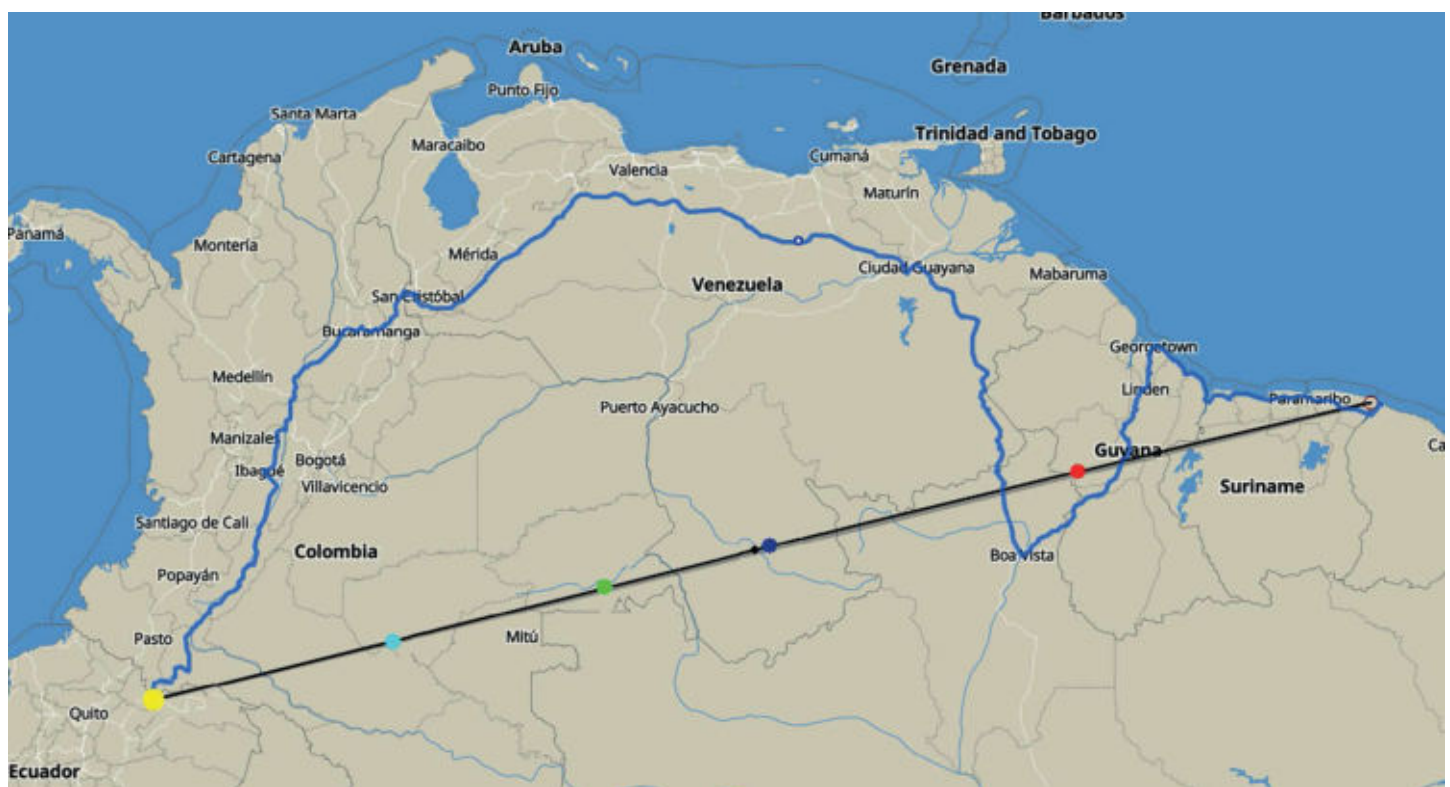 Barbados
Aruba
Grenada
Punto Fijo
Santa Marta
Trinidad and Tobago
Maracaibo
Cartagena
Cumaná
Valencia
Maturín
Panamá
Montería
Mérida
Ciudad Guayana
Mabaruma
Venezuela
San Cristóbal
Bucaramanga
Georgetown
Medellín
Linden
Paramaribo
Puerto Ayacucho
Manizales
Ca
Guyana
Bogotá
Ibagué
Villavicencio
Suriname
Santiago de Cali
Colombia
Boa Vista
Popayán
Pasto
Mitú
Quito
Ecuador